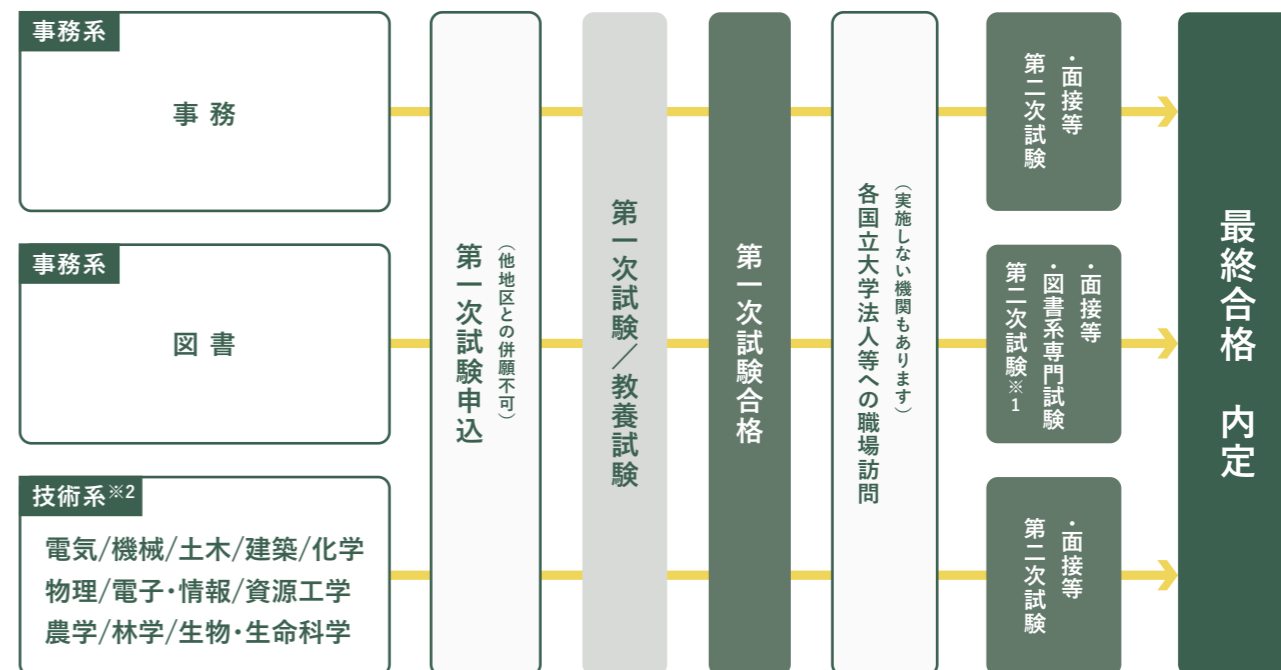 事務系
事務
事務系
図書
技術系※2
電気/機械/土木/建築/化学
物理/電子・情報/資源工学
農学/林学/生物・生命科学
第一次試験申込
（他地区との併願不可）
第一次試験／教養試験
第一次試験合格
各国立大学法人等への職場訪問
（実施しない機関もあります）
第二次試験
・面接等
第二次試験※1
・図書系専門試験
・面接等
第二次試験
・面接等
最終合格 内定